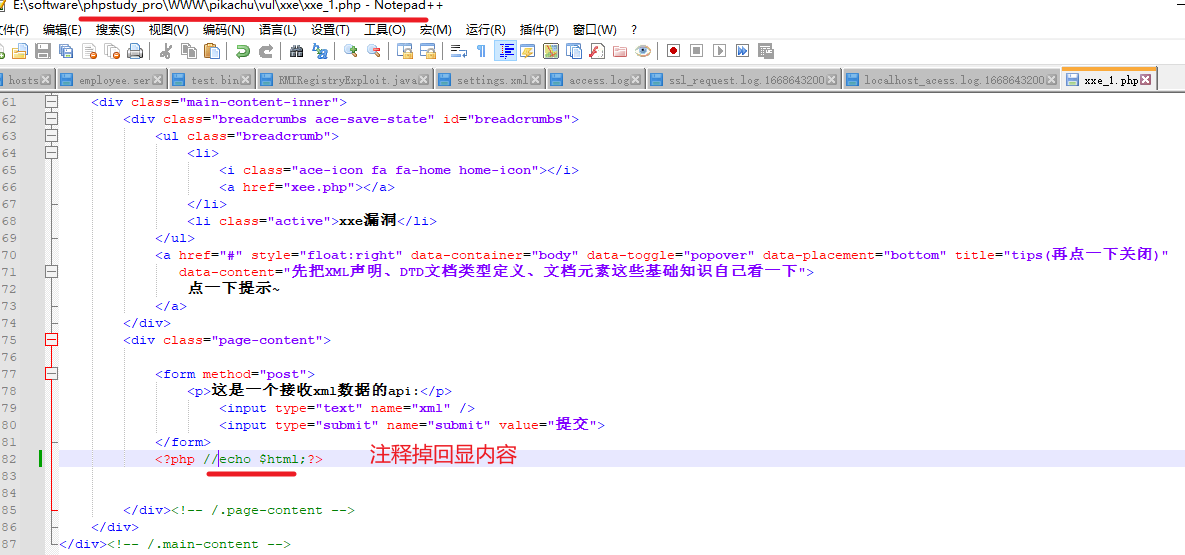 E:\software\phpstudy_pro\WWW\pikachu\vul\xxe\xxe_1.php - Notepad++
文件(F) 编辑(E) 搜索(S) 视图(V) 编码(N) 语言(L) 设置(T) 工具(O) 宏(M) 运行(R) 插件(P) 窗口(W) ?
hosts employee.ser test.bin RMIRegistryExploit.java settings.xml access.log ssl_request.log.1668643200 localhost_acess.log.1668643200 xxe_1.php
61 <div class="main-content-inner">
62 <div class="breadcrumbs ace-save-state" id="breadcrumbs">
63 <ul class="breadcrumb">
64 <li>
65 <i class="ace-icon fa fa-home home-icon"></i>
66 <a href="xee.php"></a>
67 </li>
68 <li class="active">xxe漏洞</li>
69 </ul>
70 <a href="#" style="float:right" data-container="body" data-toggle="popover" data-placement="bottom" title="tips(再点一下关闭)"
71 data-content="先把XML声明、DTD文档类型定义、文档元素这些基础知识自己看一下">
72 点一下提示~
73 </a>
74 </div>
75 <div class="page-content">
76
77 <form method="post">
78 <p>这是一个接收xml数据的api:</p>
79 <input type="text" name="xml" />
80 <input type="submit" name="submit" value="提交">
81 </form>
82 <?php //echo $html;?> 注释掉回显内容
83
84
85 </div><!-- /.page-content -->
86 </div>
87 </div><!-- /.main-content -->